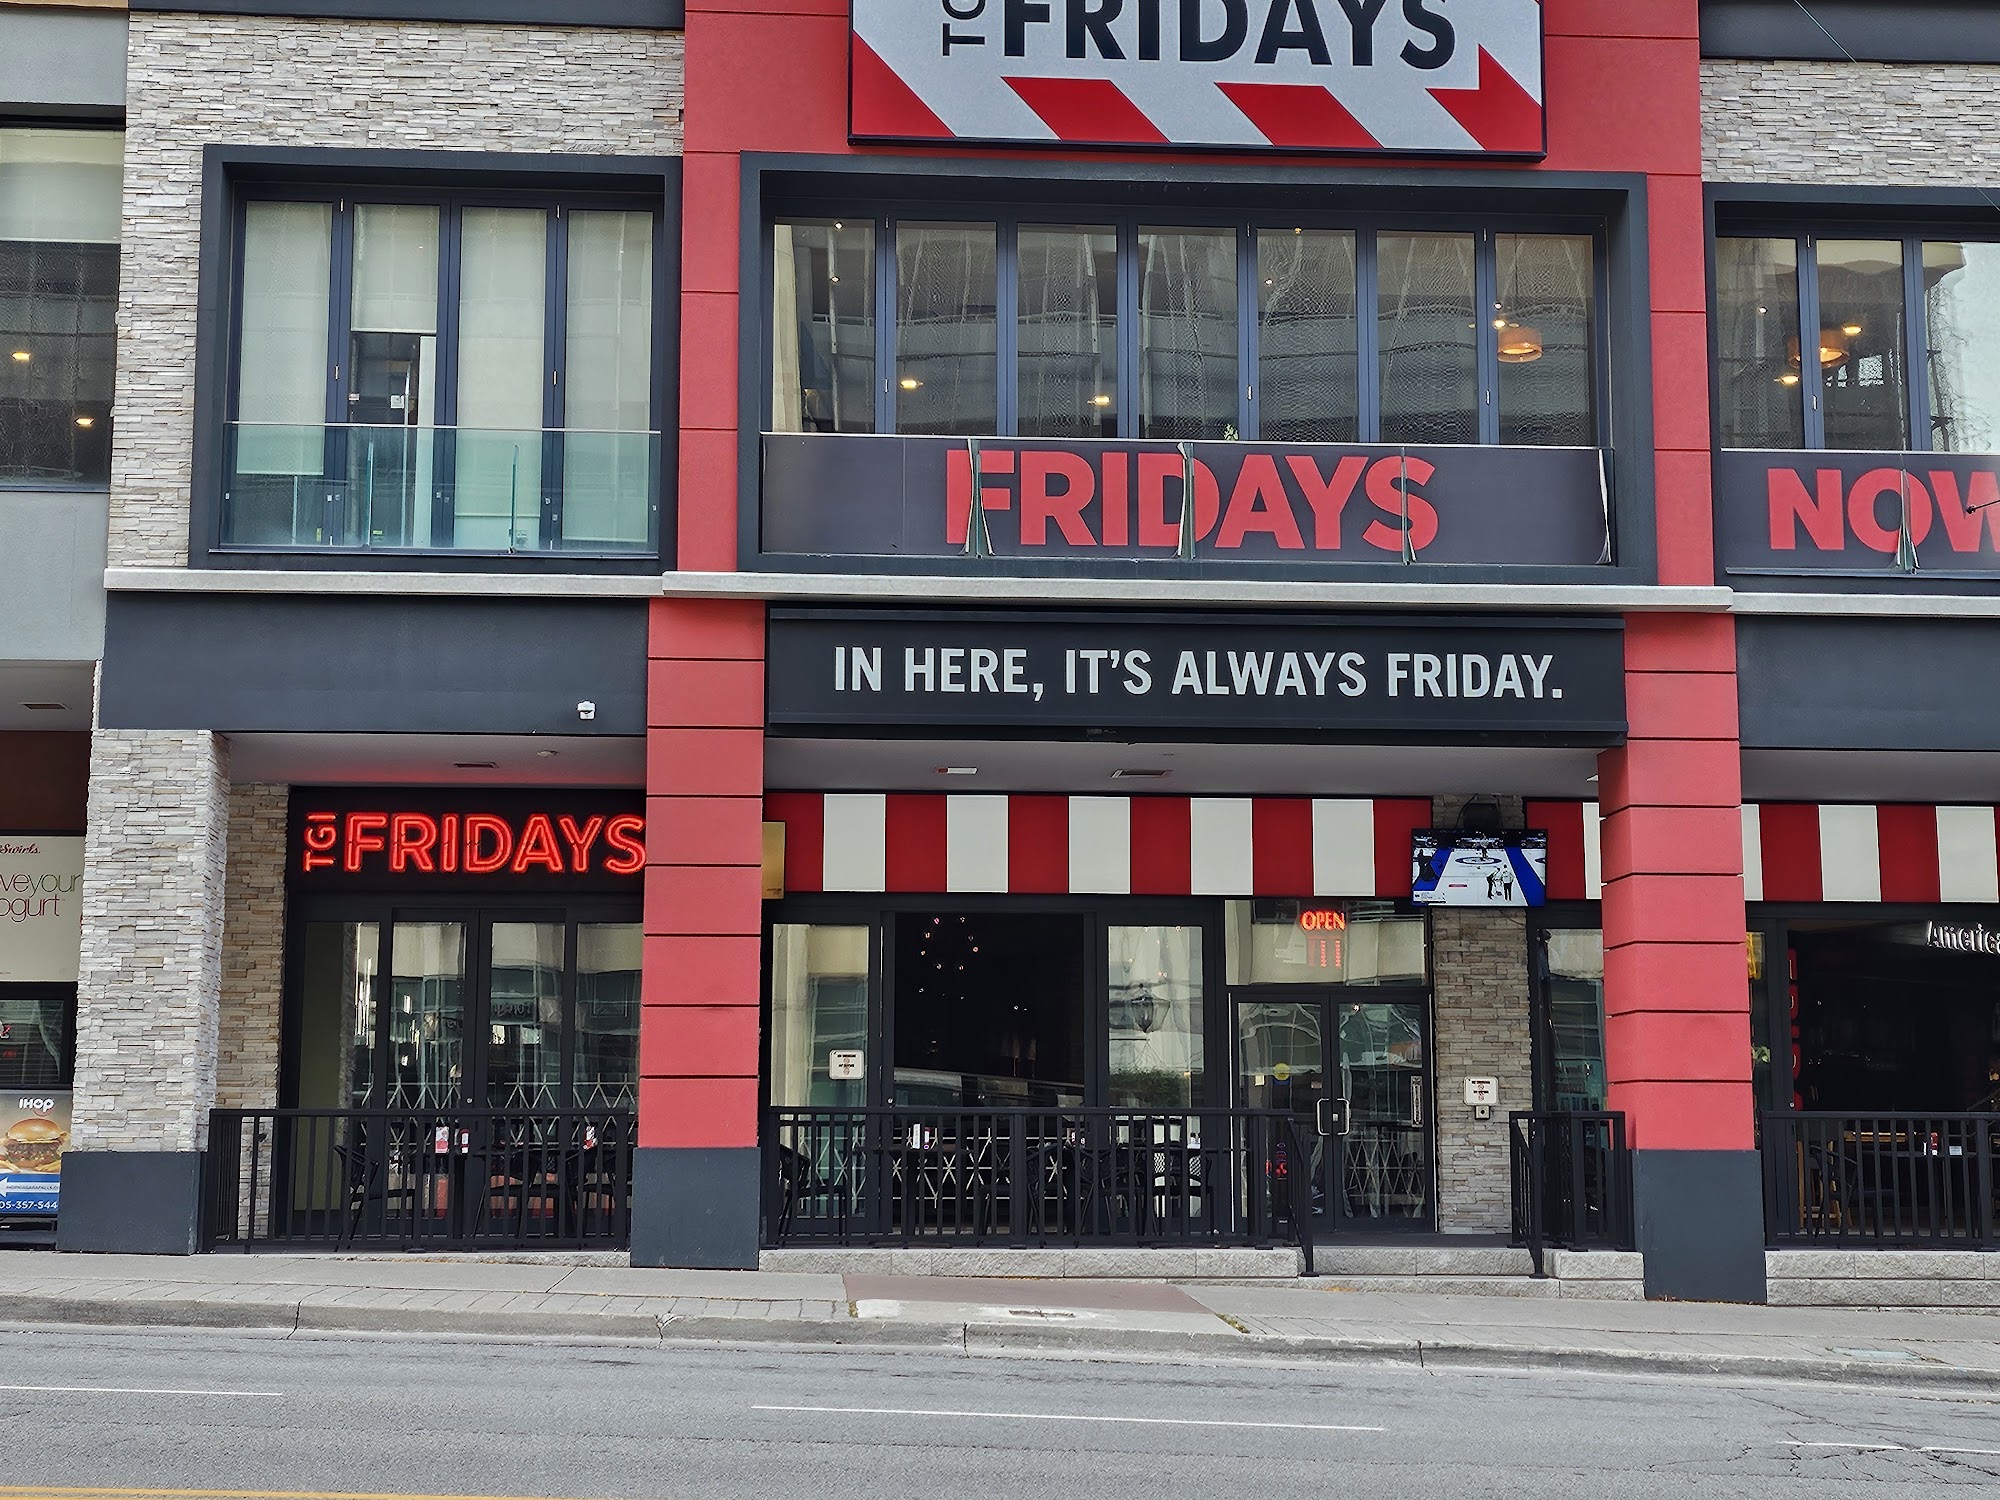 TGI FRIDAYS
FRIDAYS
NOW
IN HERE, IT'S ALWAYS FRIDAY.
TGI FRIDAYS
OPEN
IHOP